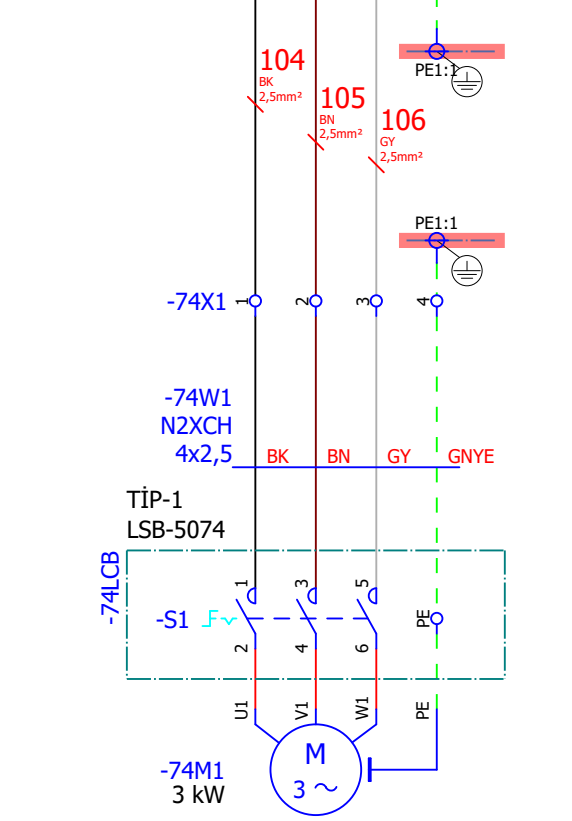 104
BK
2,5mm²
105
BN
2,5mm²
106
GY
2,5mm²
PE1:1
PE1:1
-74X1
1
2
3
4
-74W1
N2XCH
4x2,5
BK
BN
GY
GNYE
TİP-1
LSB-5074
-74LCB
-S1
1
3
5
2
4
6
PE
U1
V1
W1
PE
M
3 ~
-74M1
3 kW